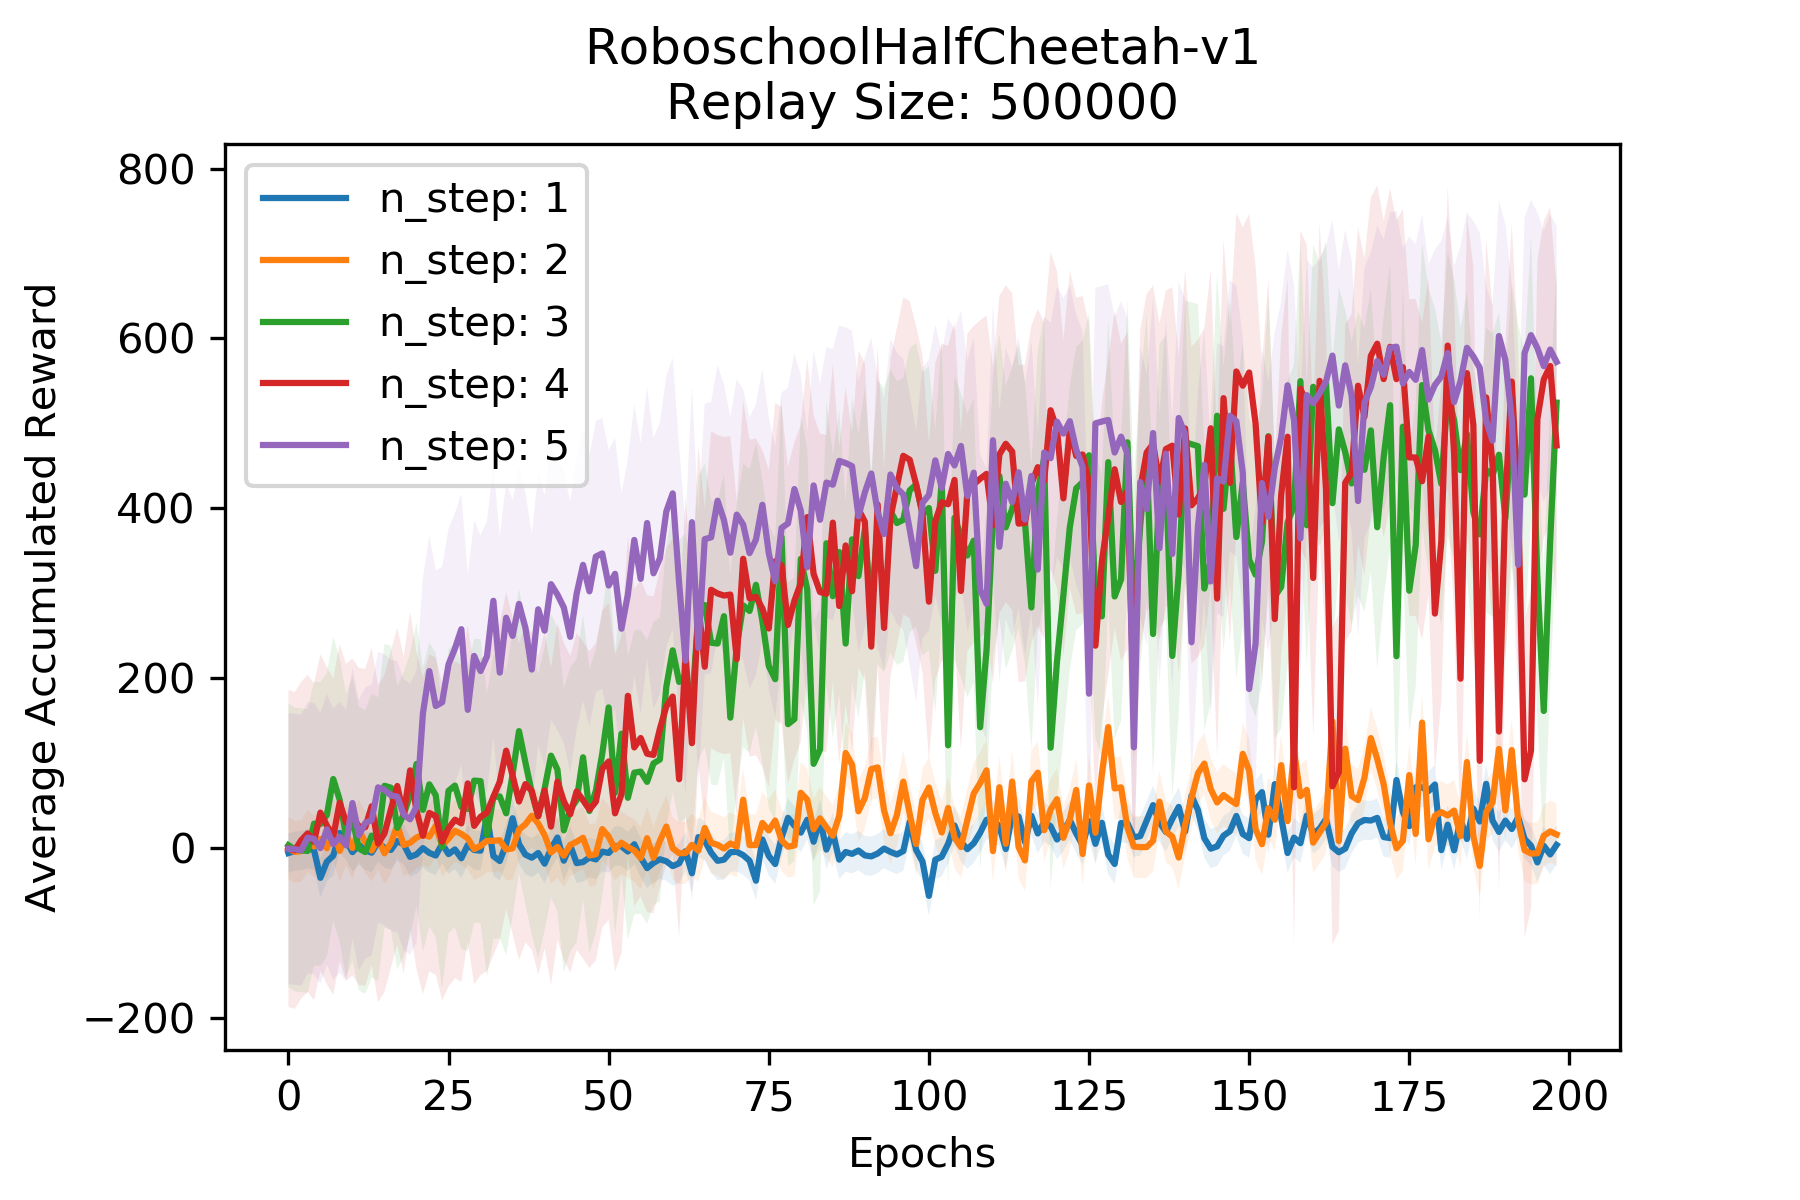 RoboschoolHalfCheetah-v1
Replay Size: 500000
n_step: 1
n_step: 2
n_step: 3
n_step: 4
n_step: 5
Average Accumulated Reward
800
600
400
200
0
−200
0 25 50 75 100 125 150 175 200
Epochs